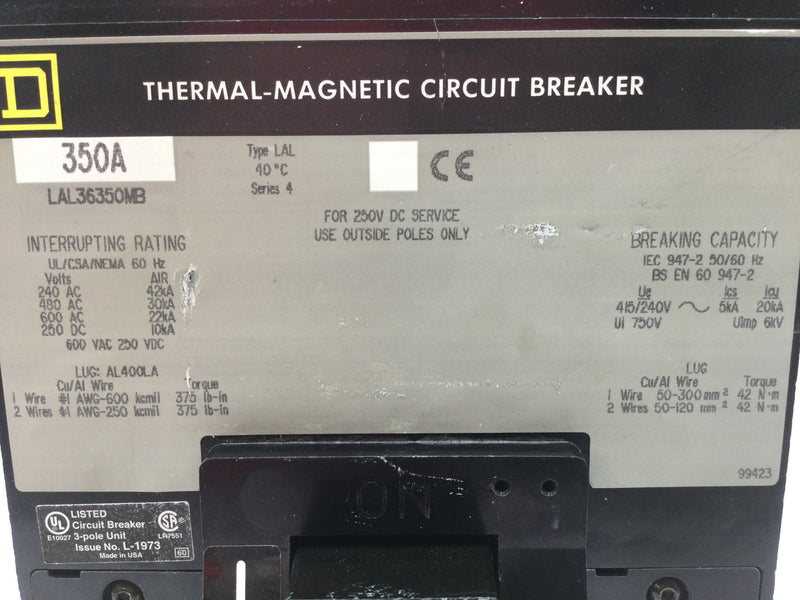 D
THERMAL-MAGNETIC CIRCUIT BREAKER
350A
LAL36350MB
Type LAL
40°C
Series 4
CE
FOR 250V DC SERVICE
USE OUTSIDE POLES ONLY
INTERRUPTING RATING
UL/CSA/NEMA 60 Hz
Volts AIR
240 AC 42kA
480 AC 30kA
600 AC 22kA
250 DC 10kA
600 VAC 250 VDC
LUG: AL400LA
Cu/Al Wire Torque
1 Wire #1 AWG-600 kcmil 375 lb-in
2 Wires #1 AWG-250 kcmil 375 lb-in
BREAKING CAPACITY
IEC 947-2 50/60 Hz
BS EN 60 947-2
Ue Ics Icu
415/240V ~ 5kA 20kA
Ui 750V Uimp 6kV
LUG
Cu/Al Wire Torque
1 Wire 50-300 mm² 42 N·m
2 Wires 50-120 mm² 42 N·m
99423
ON
UL LISTED SA
Circuit Breaker
E10027 3-pole Unit LR7551
Issue No. L-1973
Made in USA 60